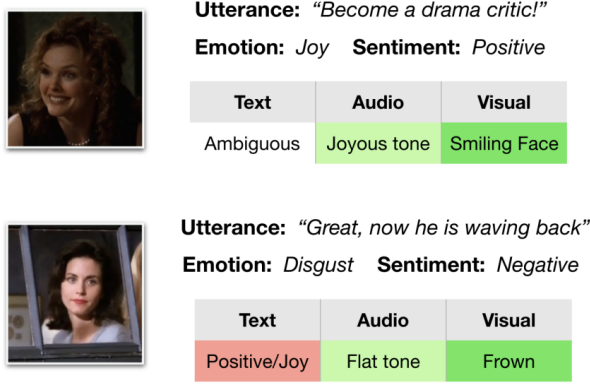 Utterance: “Become a drama critic!”
Emotion: Joy Sentiment: Positive
Text Audio Visual
Ambiguous Joyous tone Smiling Face
Utterance: “Great, now he is waving back”
Emotion: Disgust Sentiment: Negative
Text Audio Visual
Positive/Joy Flat tone Frown